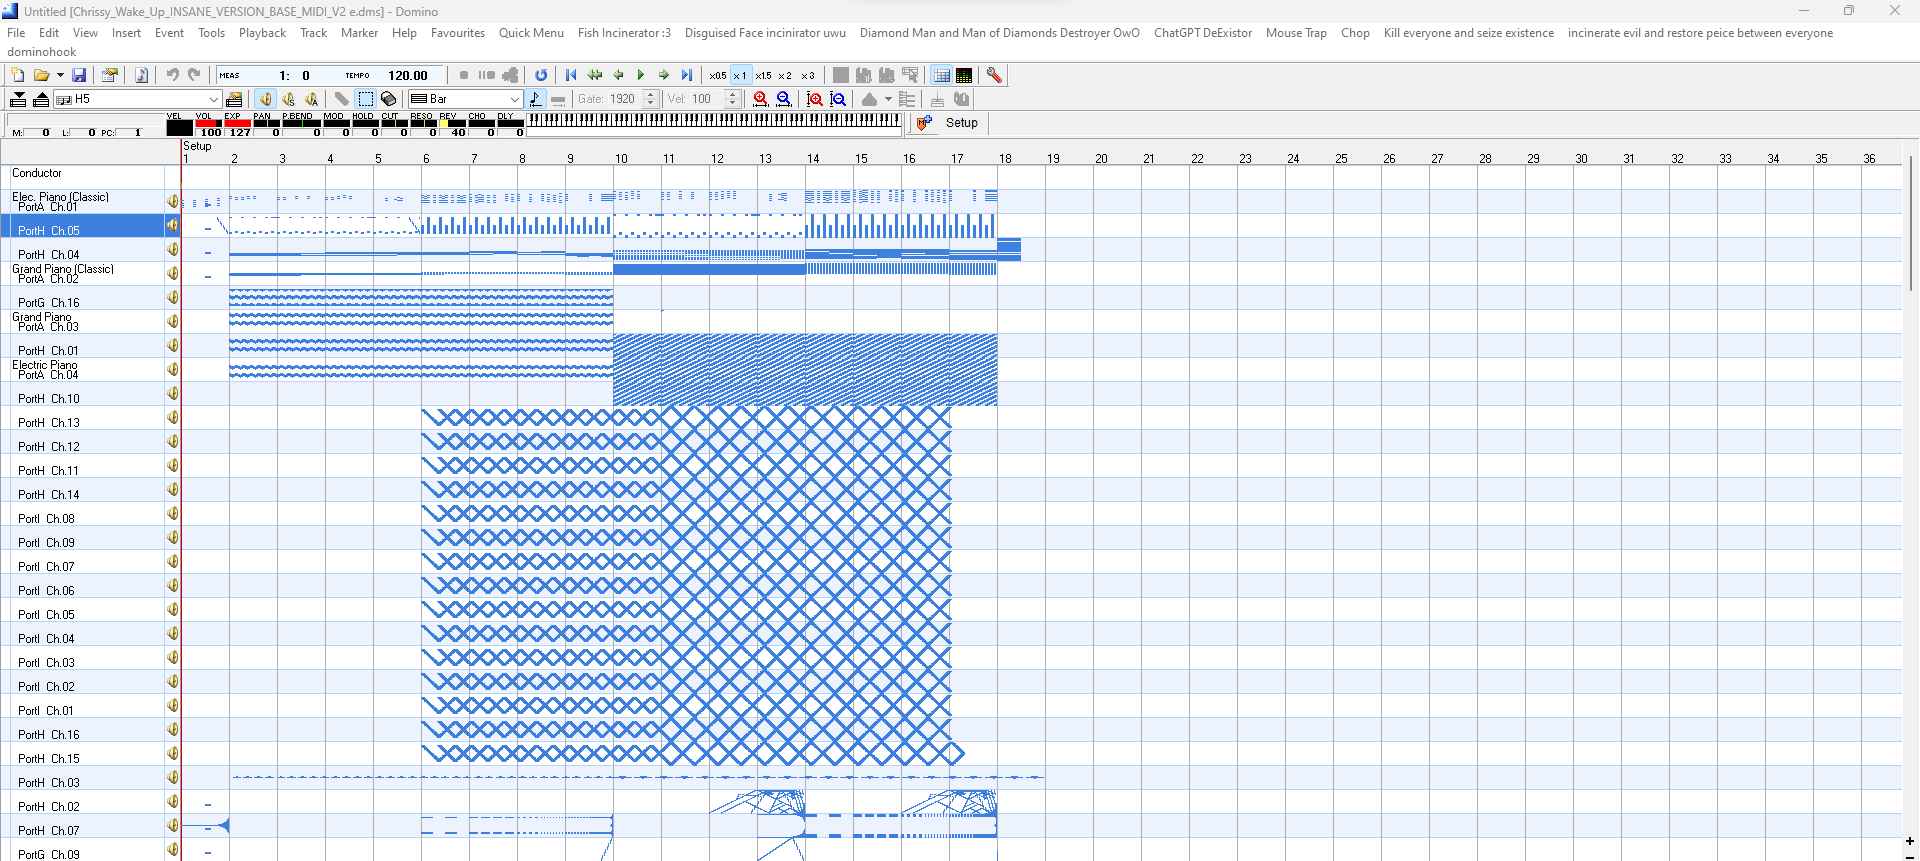 Untitled [Chrissy_Wake_Up_INSANE_VERSION_BASE_MIDI_V2 e.dms] - Domino
File Edit View Insert Event Tools Playback Track Marker Help Favourites Quick Menu Fish Incinerator :3 Disguised Face incinirator uwu Diamond Man and Man of Diamonds Destroyer OwO ChatGPT DeExistor Mouse Trap Chop Kill everyone and seize existence incinerate evil and restore peice between everyone
dominohook
MEAS 1: 0 TEMPO 120.00 x0.5 x1 x1.5 x2 x3
H5 Bar Gate: 1920 Vel: 100
VEL VOL EXP PAN P.BEND MOD HOLD CUT RESO REV CHO DLY Setup
M: 0 L: 0 PC: 1 100 127 0 0 0 0 0 0 40 0 0
Setup
1 2 3 4 5 6 7 8 9 10 11 12 13 14 15 16 17 18 19 20 21 22 23 24 25 26 27 28 29 30 31 32 33 34 35 36
Conductor
Elec. Piano (Classic)
PortA Ch.01
PortH Ch.05
PortH Ch.04
Grand Piano (Classic)
PortA Ch.02
PortG Ch.16
Grand Piano
PortA Ch.03
PortH Ch.01
Electric Piano
PortA Ch.04
PortH Ch.10
PortH Ch.13
PortH Ch.12
PortH Ch.11
PortH Ch.14
PortI Ch.08
PortI Ch.09
PortI Ch.07
PortI Ch.06
PortI Ch.05
PortI Ch.04
PortI Ch.03
PortI Ch.02
PortI Ch.01
PortH Ch.16
PortH Ch.15
PortH Ch.03
PortH Ch.02
PortH Ch.07
PortG Ch.09